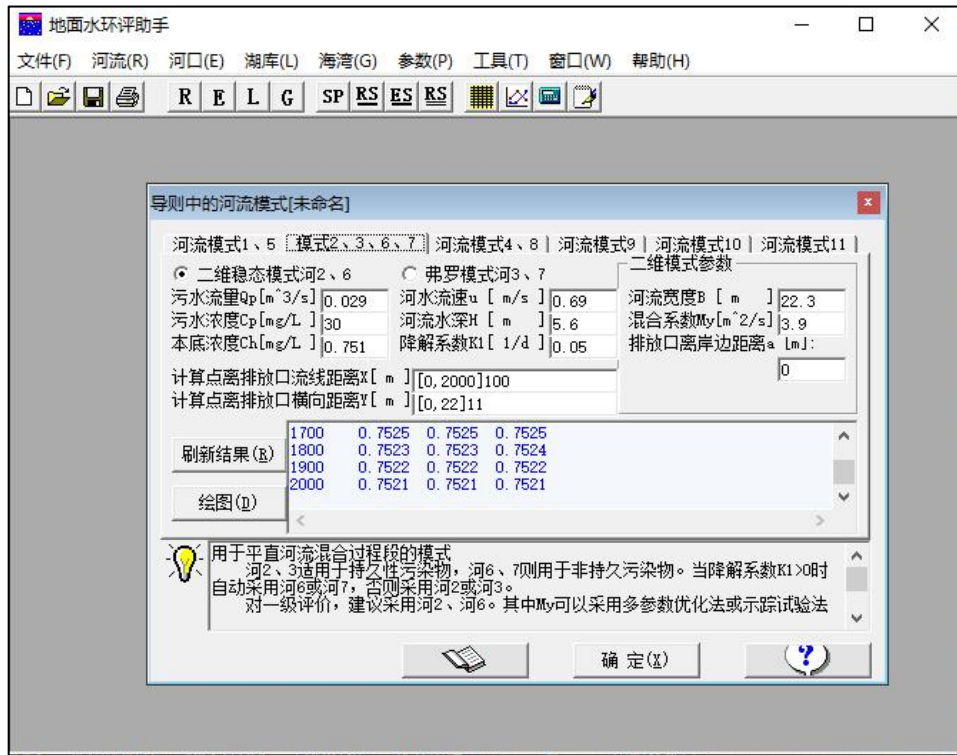 地面水环评助手
文件(F) 河流(R) 河口(E) 湖库(L) 海湾(G) 参数(P) 工具(T) 窗口(W) 帮助(H)
R E L G SP RS ES RS
导则中的河流模式[未命名]
河流模式1、5 模式2、3、6、7 河流模式4、8 河流模式9 河流模式10 河流模式11
二维稳态模式河2、6 弗罗模式河3、7 二维模式参数
污水流量Qp[m^3/s] 0.029 河水流速u [ m/s ] 0.69 河流宽度B [ m ] 22.3
污水浓度Cp[mg/L ] 30 河流水深H [ m ] 5.6 混合系数My[m^2/s] 3.9
本底浓度Ch[mg/L ] 0.751 降解系数K1[ 1/d ] 0.05 排放口离岸边距离a [m]:
0
计算点离排放口流线距离X[ m ] [0,2000]100
计算点离排放口横向距离Y[ m ] [0,22]11
刷新结果(R)
绘图(D)
1700 0.7525 0.7525 0.7525
1800 0.7523 0.7523 0.7524
1900 0.7522 0.7522 0.7522
2000 0.7521 0.7521 0.7521
用于平直河流混合过程段的模式
河2、3适用于持久性污染物，河6、7则用于非持久污染物。当降解系数K1>0时
自动采用河6或河7，否则采用河2或河3。
对一级评价，建议采用河2、河6。其中My可以采用多参数优化法或示踪试验法
确 定(X)
?